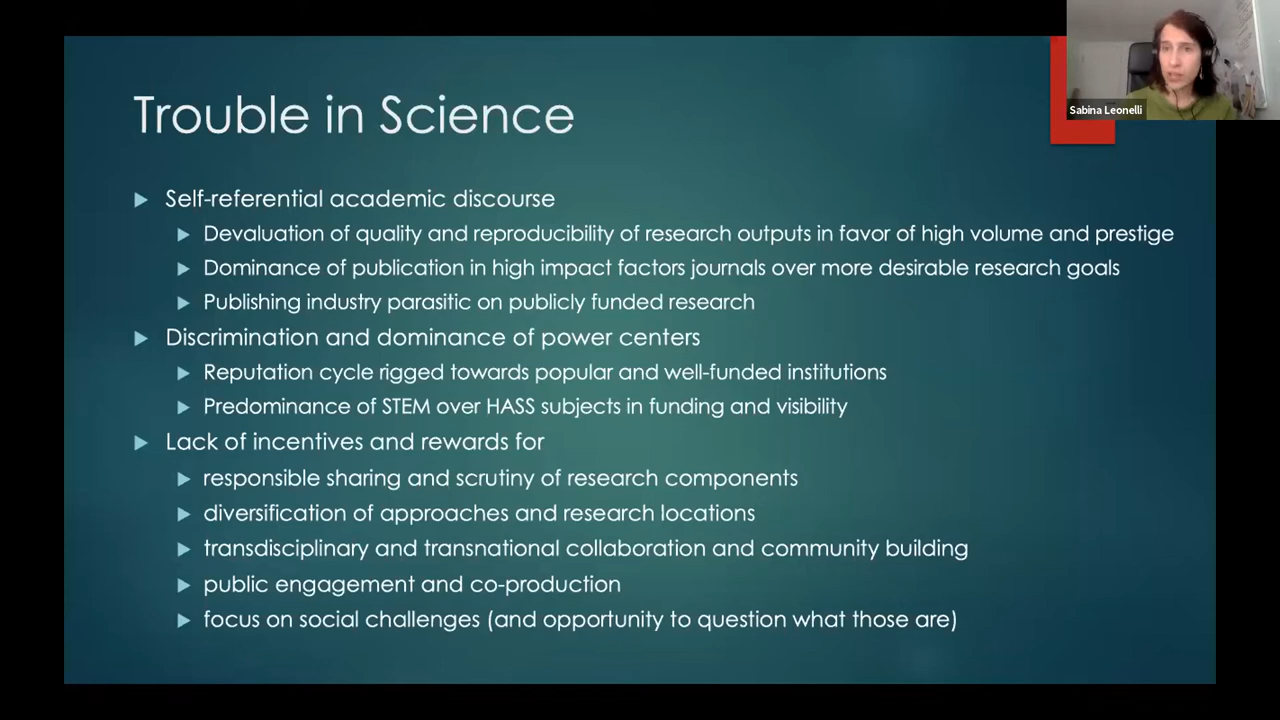 Trouble in Science
Sabina Leonelli
Self-referential academic discourse
Devaluation of quality and reproducibility of research outputs in favor of high volume and prestige
Dominance of publication in high impact factors journals over more desirable research goals
Publishing industry parasitic on publicly funded research
Discrimination and dominance of power centers
Reputation cycle rigged towards popular and well-funded institutions
Predominance of STEM over HASS subjects in funding and visibility
Lack of incentives and rewards for
responsible sharing and scrutiny of research components
diversification of approaches and research locations
transdisciplinary and transnational collaboration and community building
public engagement and co-production
focus on social challenges (and opportunity to question what those are)